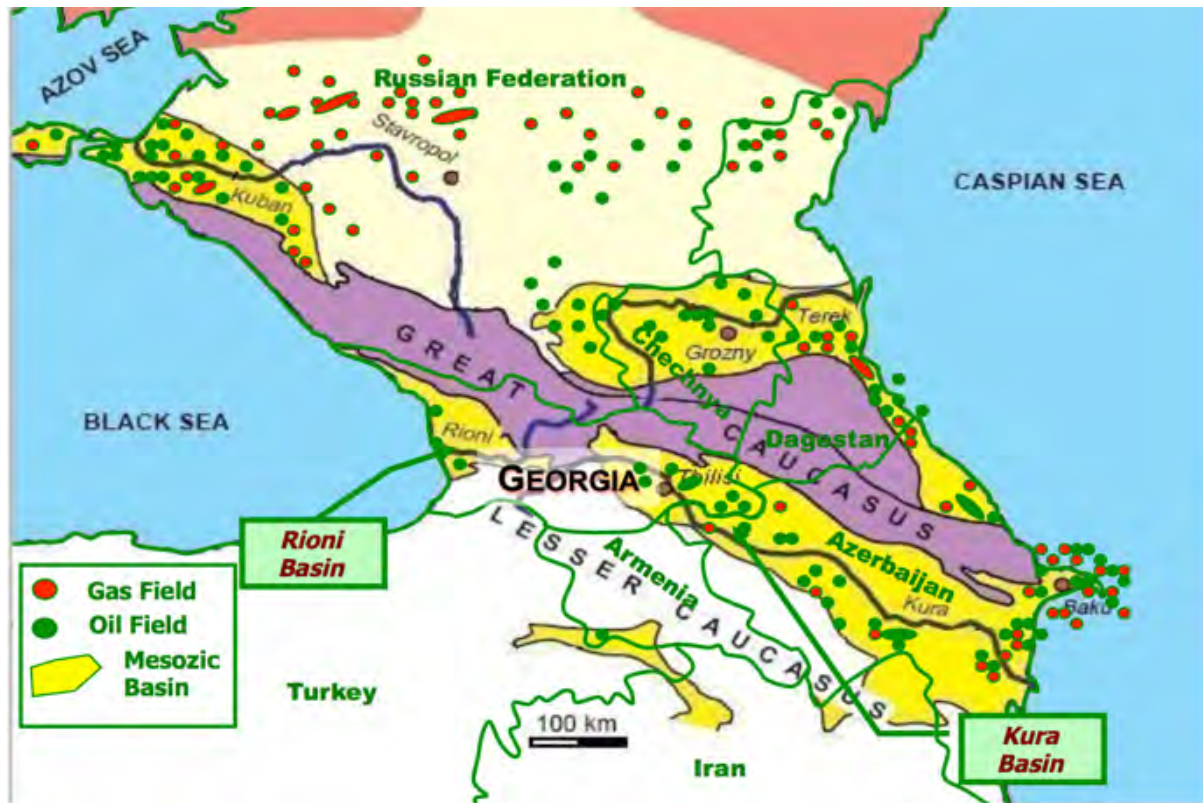 AZOV SEA
Russian Federation
Stavropol
CASPIAN SEA
Kuban
Terek
Grozny
Chechnya
GREAT CAUCASUS
Dagestan
BLACK SEA
Rioni
GEORGIA
Tbilisi
Rioni
Basin
LESSER CAUCASUS
Armenia
Azerbaijan
Kura
Baku
Gas Field
Oil Field
Mesozic
Basin
Turkey
100 km
Iran
Kura
Basin